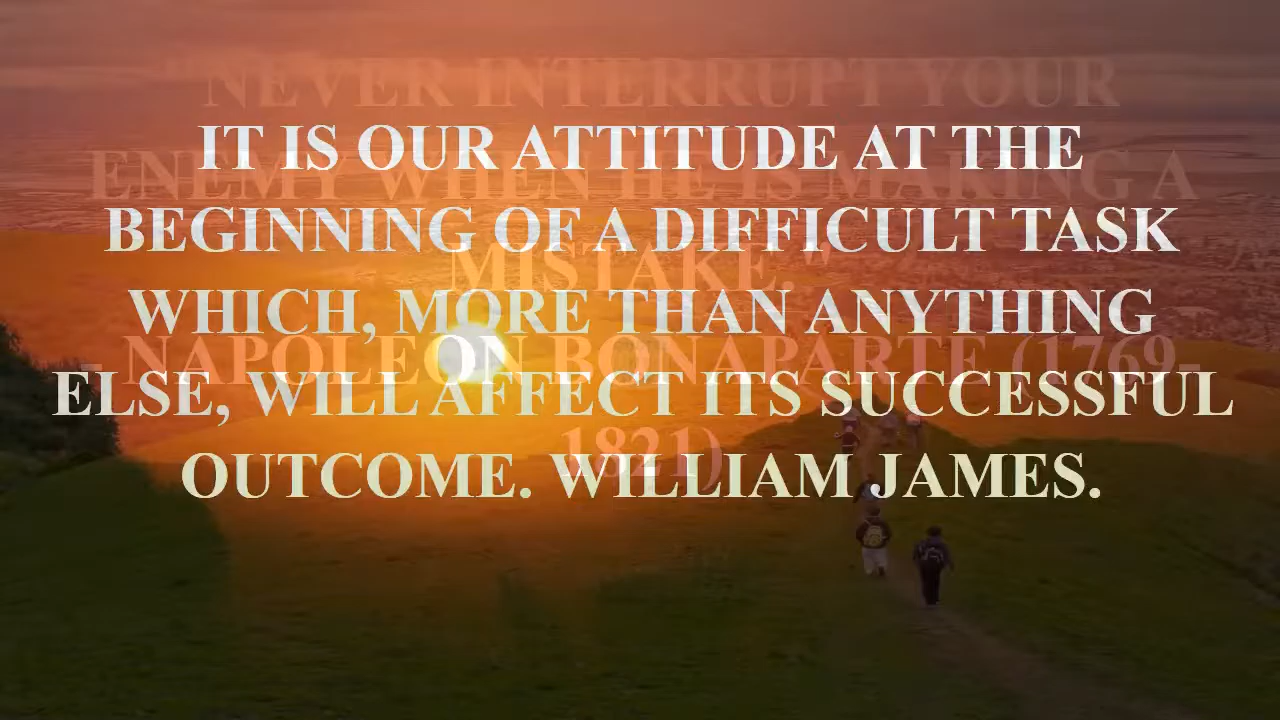 "NEVER INTERRUPT YOUR
ENEMY WHEN HE IS MAKING A
MISTAKE."
- NAPOLEON BONAPARTE (1769-
1821)
IT IS OUR ATTITUDE AT THE
BEGINNING OF A DIFFICULT TASK
WHICH, MORE THAN ANYTHING
ELSE, WILL AFFECT ITS SUCCESSFUL
OUTCOME. WILLIAM JAMES.